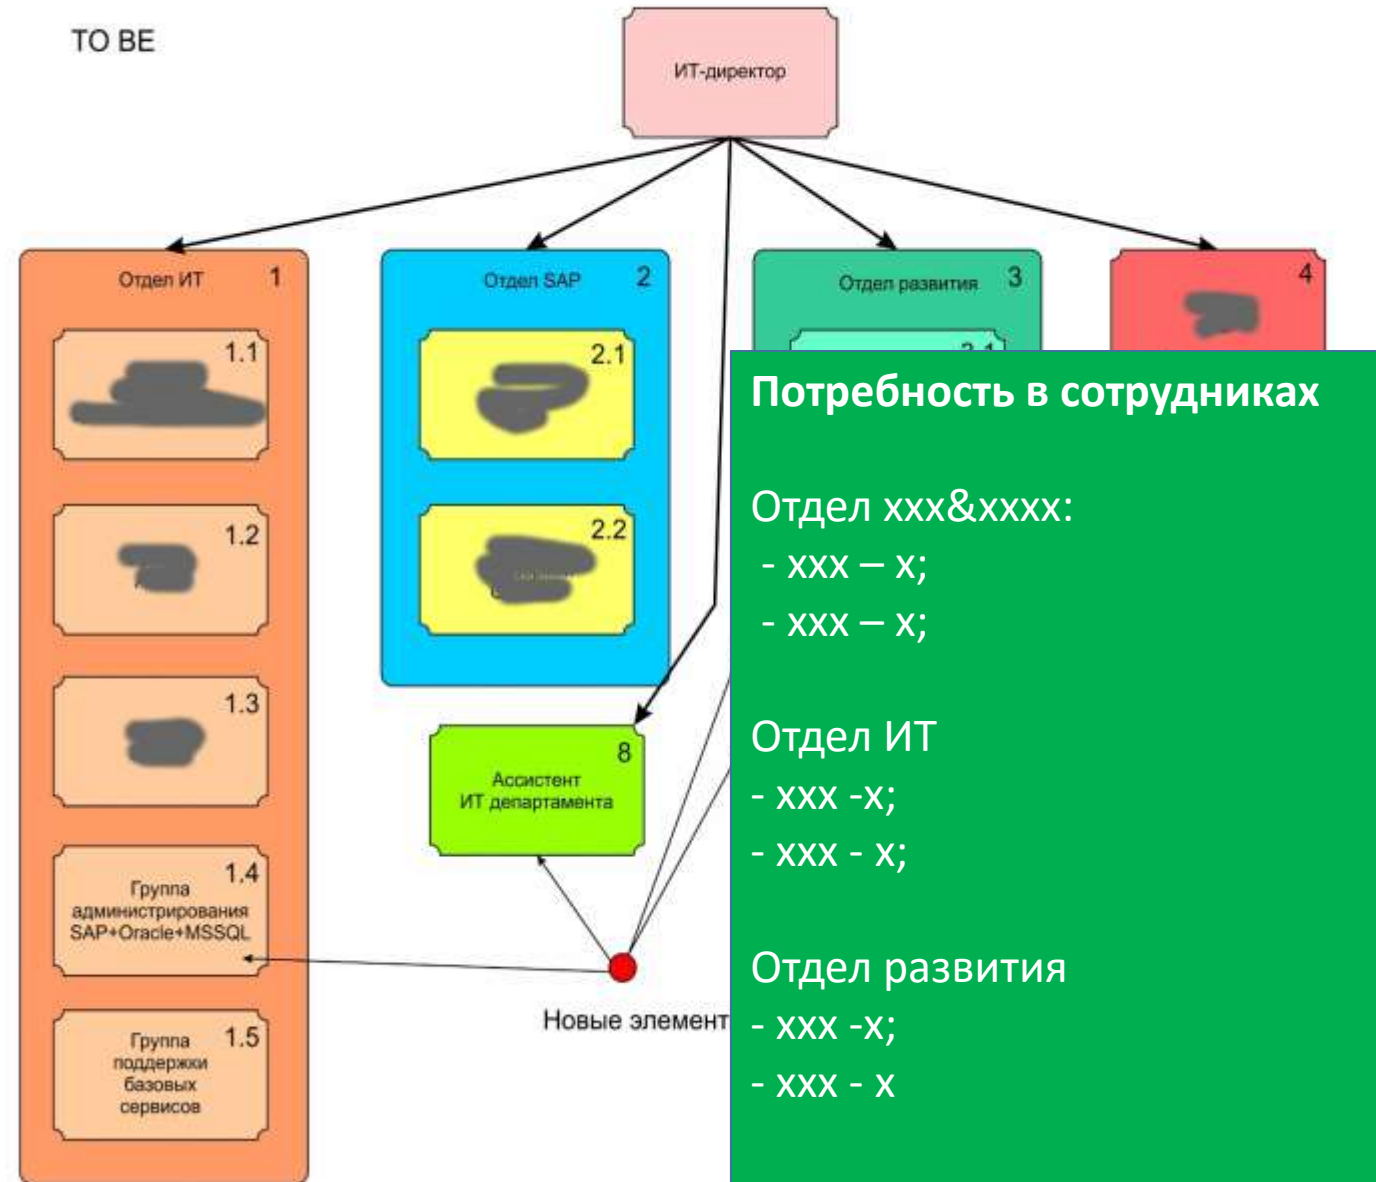 TO BE
ИТ-директор
Отдел ИТ
1
1.1
1.2
1.3
1.4
Группа
администрирования
SAP+Oracle+MSSQL
1.5
Группа
поддержки
базовых
сервисов
Отдел SAP
2
2.1
2.2
Отдел развития
3
4
8
Ассистент
ИТ департамента
Новые элемент
Потребность в сотрудниках
Отдел xxx&xxxx:
- xxx – x;
- xxx – x;
Отдел ИТ
- xxx -x;
- xxx - x;
Отдел развития
- xxx -x;
- xxx - x